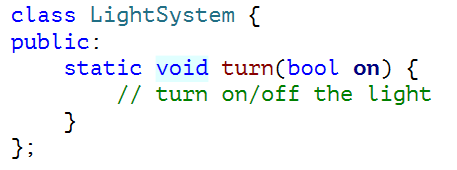 class LightSystem {
public:
    static void turn(bool on) {
        // turn on/off the light
    }
};